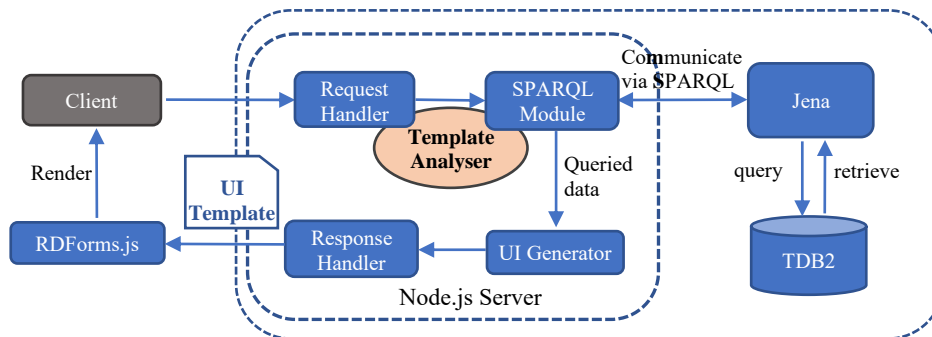 Communicate
via SPARQL
Client
Request
Handler
SPARQL
Module
Jena
Template
Analyser
Render
Queried
data
query
retrieve
UI
Template
RDForms.js
Response
Handler
UI Generator
TDB2
Node.js Server